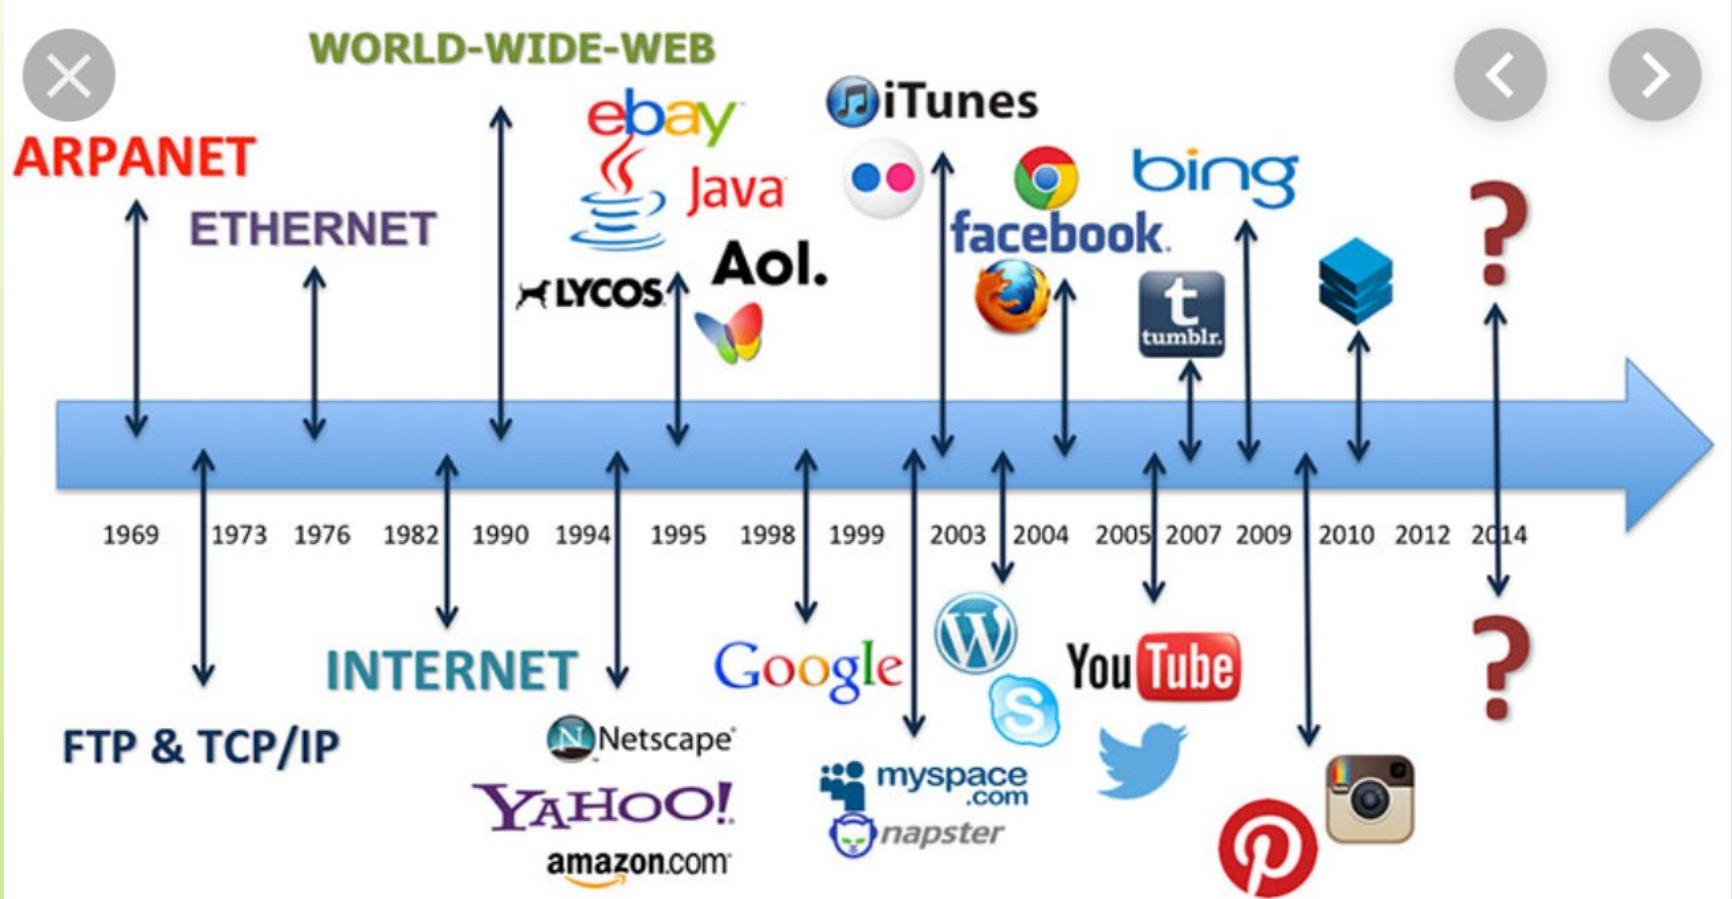 WORLD-WIDE-WEB
ARPANET
ETHERNET
ebay
Java
LYCOS
Aol.
iTunes
facebook.
bing
t
tumblr.
?
1969 1973 1976 1982 1990 1994 1995 1998 1999 2003 2004 2005 2007 2009 2010 2012 2014
FTP & TCP/IP
INTERNET
N Netscape
YAHOO!
amazon.com
Google
myspace
.com
napster
W
S
You Tube
?